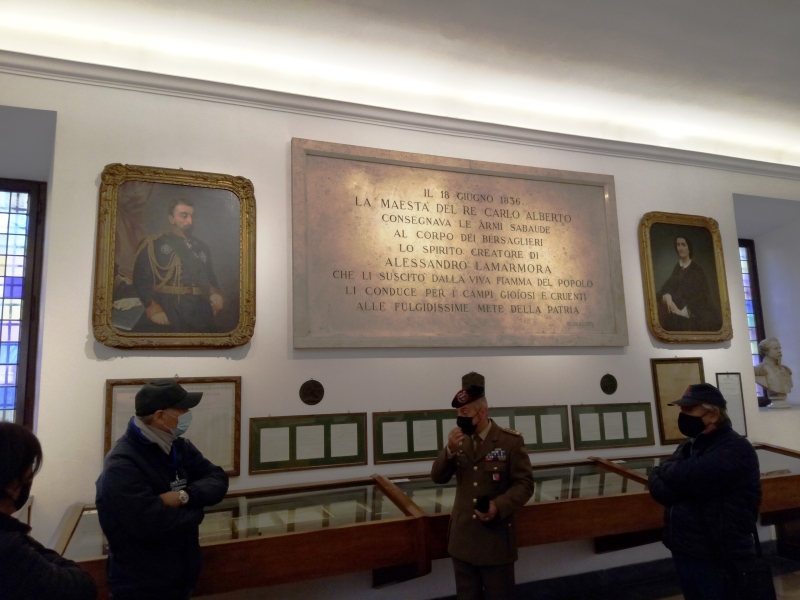 IL 18 GIUGNO 1836
LA MAESTÀ DEL RE CARLO ALBERTO
CONSEGNAVA LE ARMI SABAUDE
AL CORPO DEI BERSAGLIERI
LO SPIRITO CREATORE DI
ALESSANDRO LAMARMORA
CHE LI SUSCITÒ DALLA VIVA FIAMMA DEL POPOLO
LI CONDUCE PER I CAMPI GIOIOSI E CRUENTI
ALLE FULGIDISSIME METE DELLA PATRIA